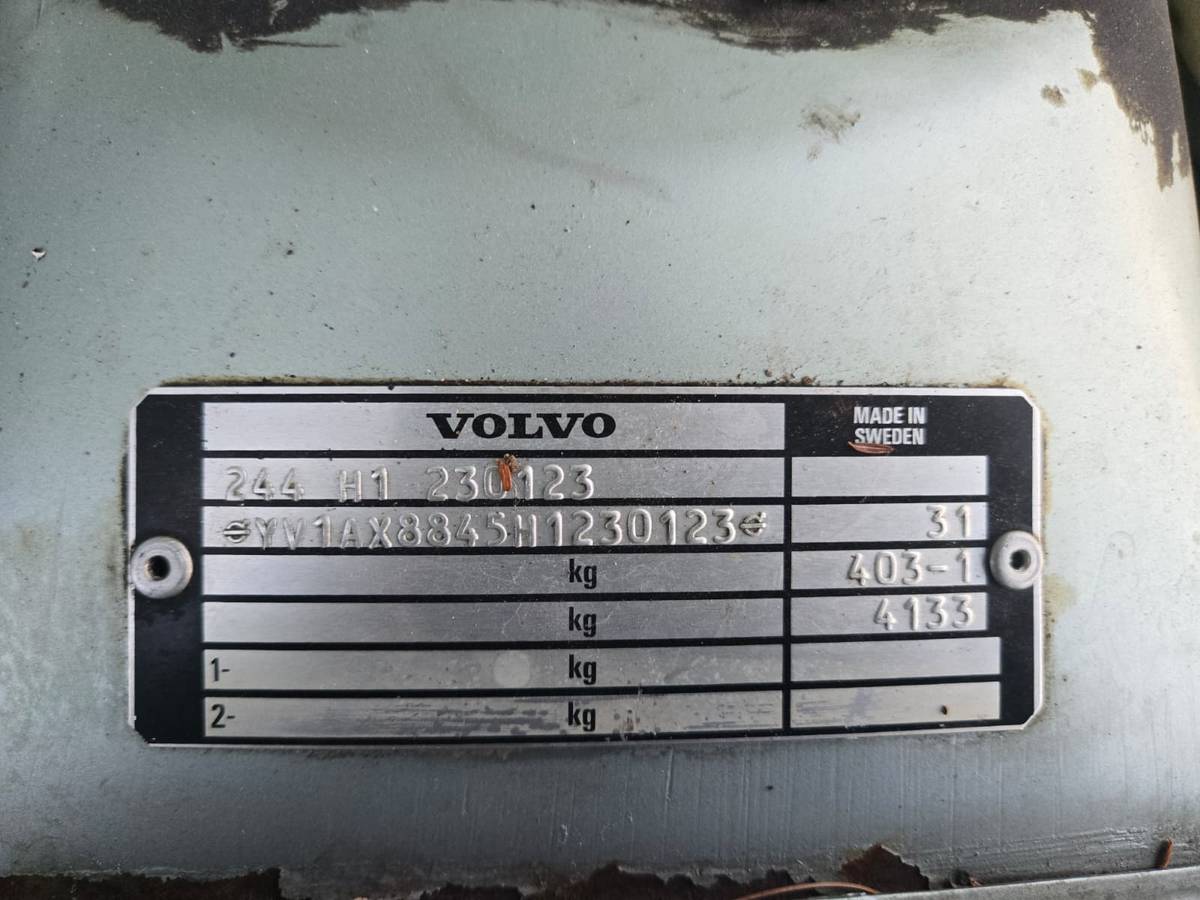 VOLVO
MADE IN
SWEDEN
244 H1 230123
YV1AX8845H1230123
31
kg
403-1
kg
4133
1- kg
2- kg